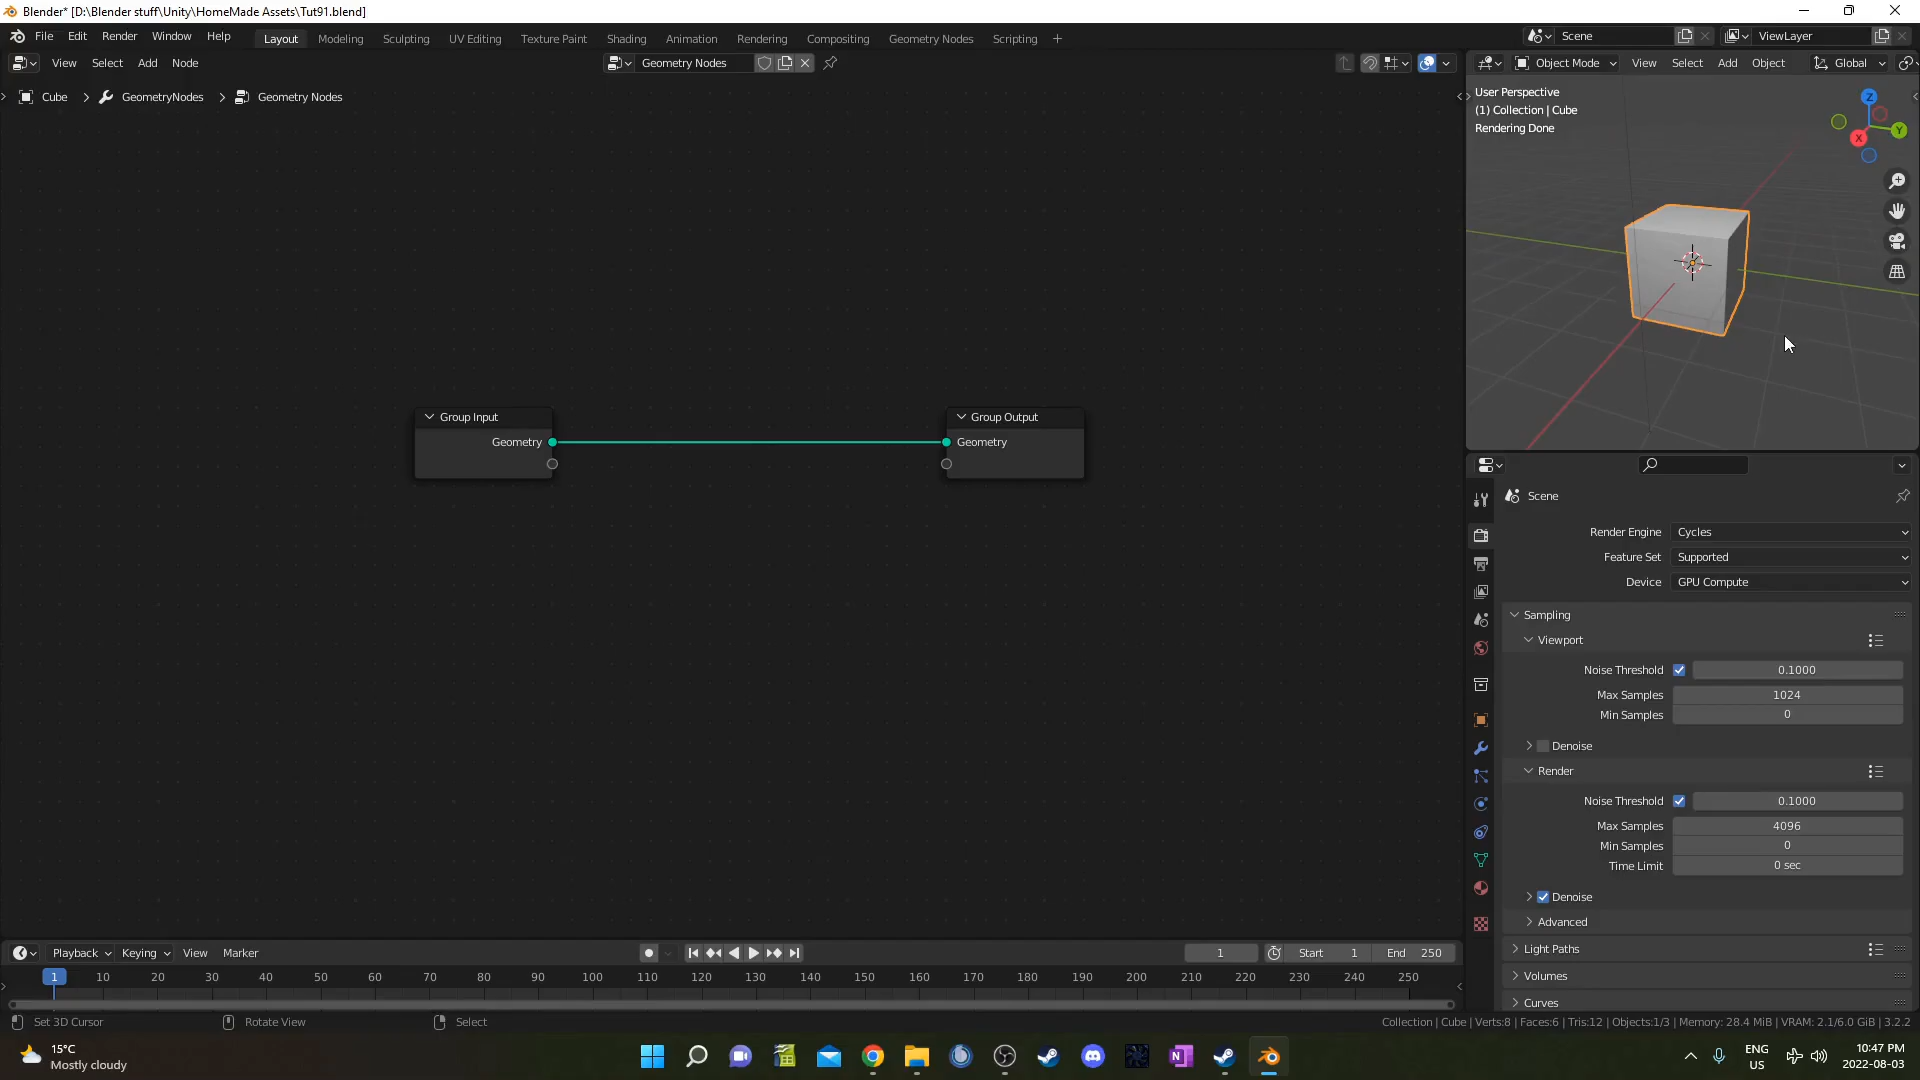 Blender* [D:\Blender stuff\Unity\HomeMade Assets\Tut91.blend]
File Edit Render Window Help Layout Modeling Sculpting UV Editing Texture Paint Shading Animation Rendering Compositing Geometry Nodes Scripting + Scene ViewLayer
View Select Add Node Geometry Nodes Object Mode View Select Add Object Global
Cube GeometryNodes Geometry Nodes
User Perspective
(1) Collection | Cube
Rendering Done
Z
Y
X
Group Input
Geometry
Group Output
Geometry
Scene
Render Engine Cycles
Feature Set Supported
Device GPU Compute
Sampling
Viewport
Noise Threshold 0.1000
Max Samples 1024
Min Samples 0
Denoise
Render
Noise Threshold 0.1000
Max Samples 4096
Min Samples 0
Time Limit 0 sec
Denoise
Advanced
Light Paths
Volumes
Curves
Playback Keying View Marker 1 Start 1 End 250
1 10 20 30 40 50 60 70 80 90 100 110 120 130 140 150 160 170 180 190 200 210 220 230 240 250
Set 3D Cursor Rotate View Select Collection | Cube | Verts:8 | Faces:6 | Tris:12 | Objects:1/3 | Memory: 28.4 MiB | VRAM: 2.1/6.0 GiB | 3.2.2
15°C
Mostly cloudy
ENG
US
10:47 PM
2022-08-03